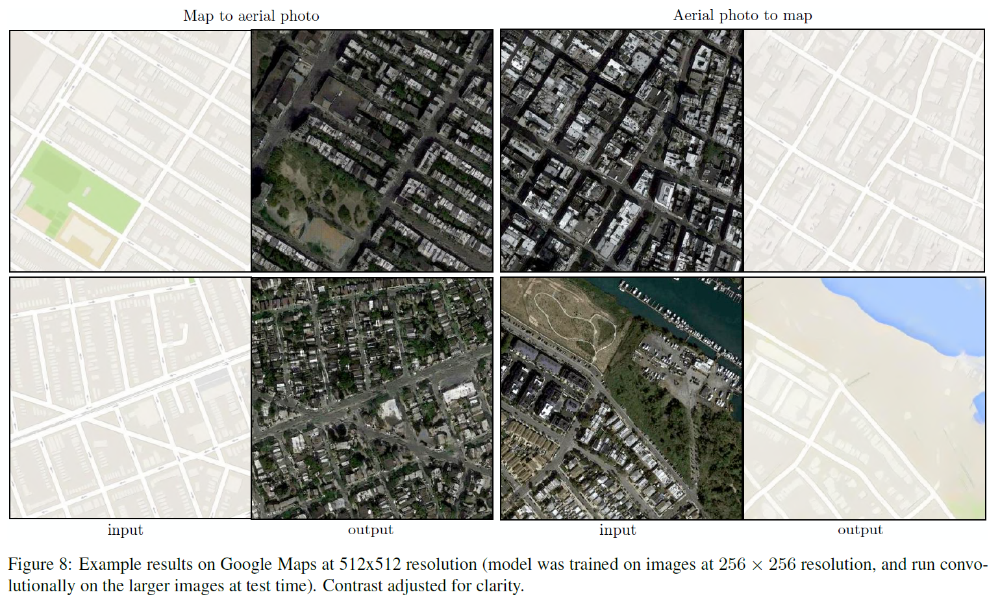 Map to aerial photo
Aerial photo to map
input
output
input
output
Figure 8: Example results on Google Maps at 512x512 resolution (model was trained on images at 256 × 256 resolution, and run convo-
lutionally on the larger images at test time). Contrast adjusted for clarity.